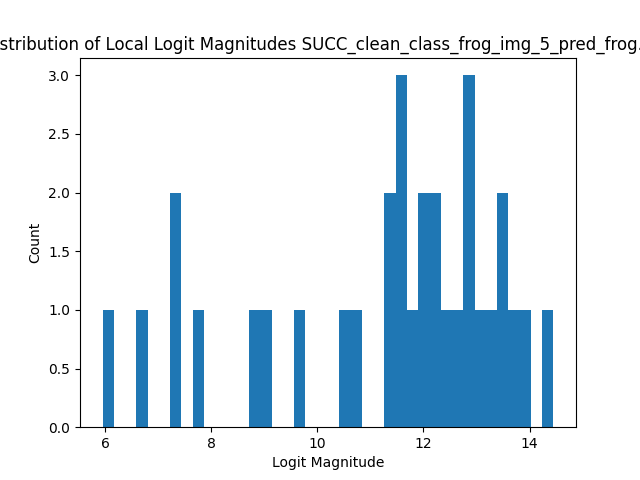 stribution of Local Logit Magnitudes SUCC_clean_class_frog_img_5_pred_frog.
3.0
2.5
2.0
1.5
1.0
0.5
0.0
Count
6 8 10 12 14
Logit Magnitude